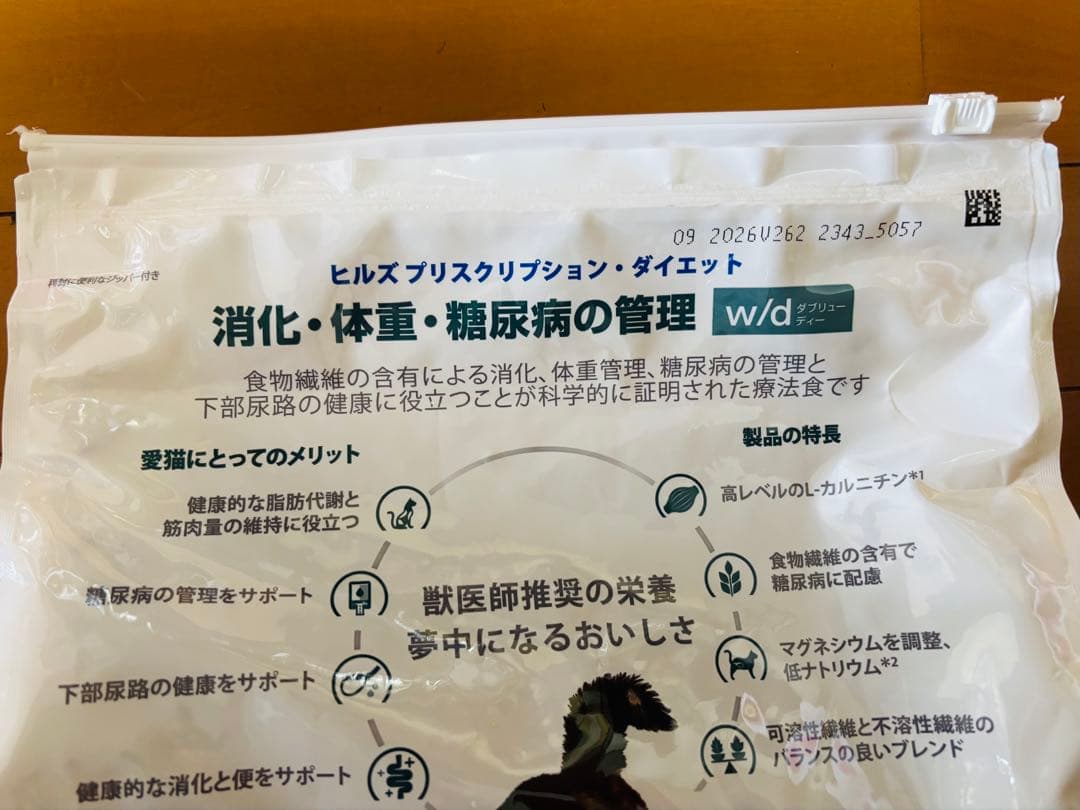 09 2026V262 2343_5057
開封に便利なジッパー付き
ヒルズ プリスクリプション・ダイエット
消化・体重・糖尿病の管理 w/d ダブリュー
ディー
食物繊維の含有による消化、体重管理、糖尿病の管理と
下部尿路の健康に役立つことが科学的に証明された療法食です
愛猫にとってのメリット
健康的な脂肪代謝と
筋肉量の維持に役立つ
糖尿病の管理をサポート
下部尿路の健康をサポート
健康的な消化と便をサポート
獣医師推奨の栄養
夢中になるおいしさ
製品の特長
高レベルのL-カルニチン*1
食物繊維の含有で
糖尿病に配慮
マグネシウムを調整、
低ナトリウム*2
可溶性繊維と不溶性繊維の
バランスの良いブレンド